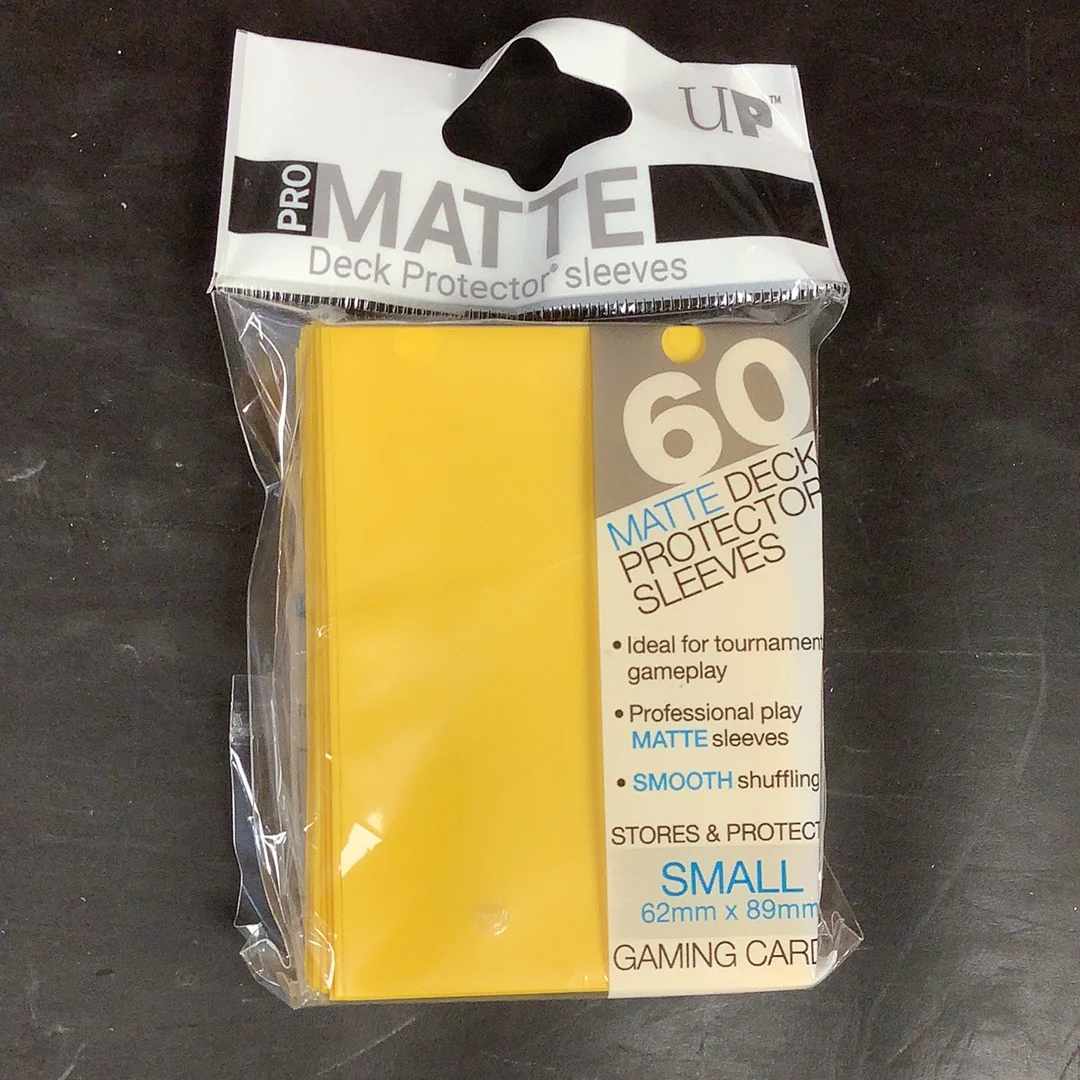 UP™
PRO MATTE
Deck Protector® sleeves
60
MATTE DECK
PROTECTOR
SLEEVES
• Ideal for tournament
gameplay
• Professional play
MATTE sleeves
• SMOOTH shuffling
STORES & PROTECT
SMALL
62mm x 89mm
GAMING CARD